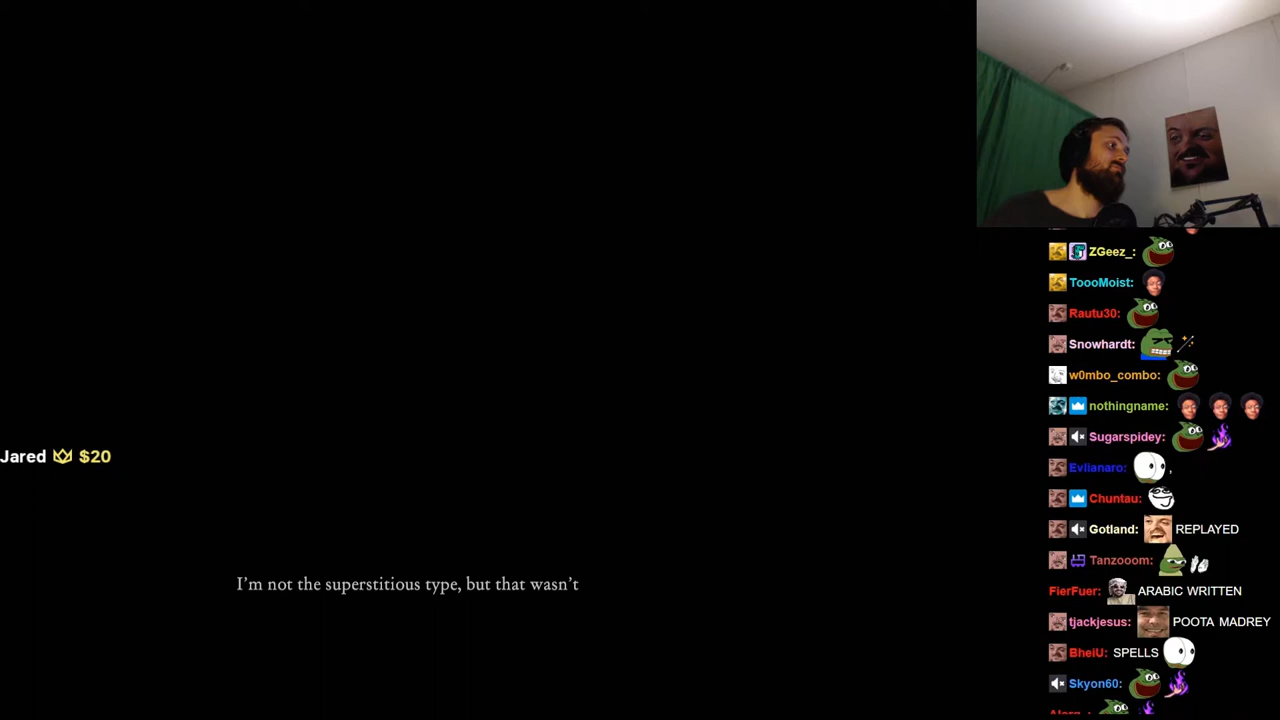 ZGeez_:
ToooMoist:
Rautu30:
Snowhardt:
w0mbo_combo:
nothingname:
Sugarspidey:
Evlianaro: ,
Chuntau:
Gotland: REPLAYED
Tanzooom:
FierFuer: ARABIC WRITTEN
tjackjesus: POOTA MADREY
BheiU: SPELLS
Skyon60:
Jared $20
I'm not the superstitious type, but that wasn't